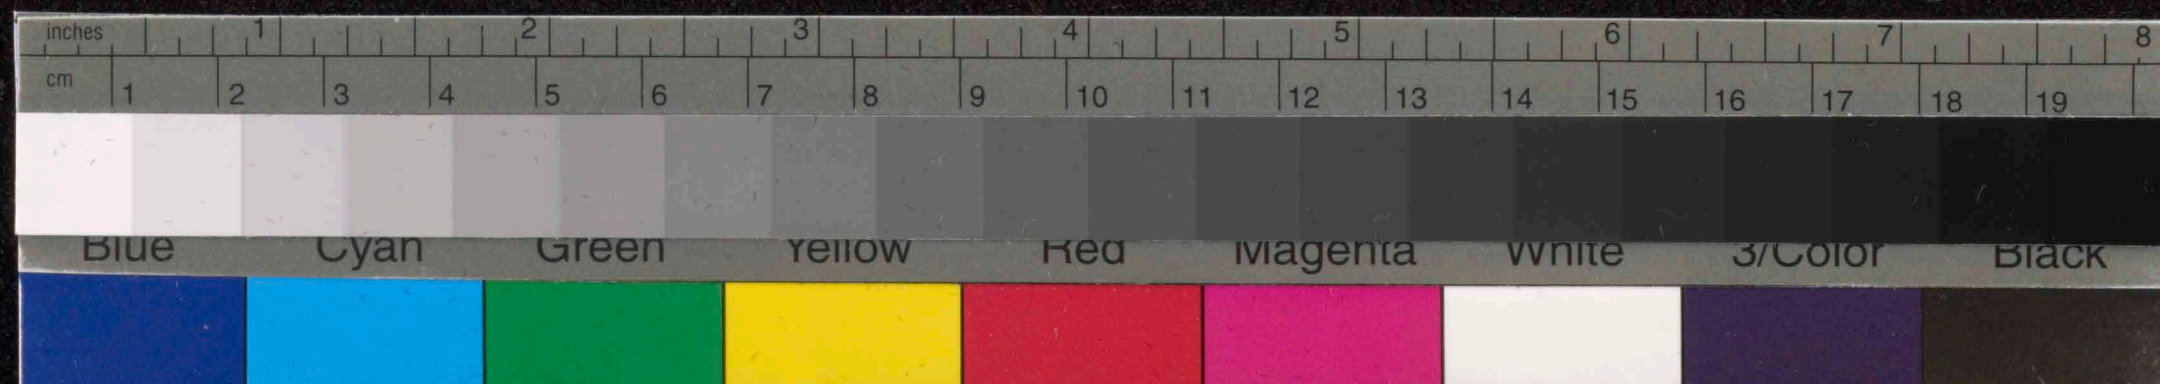 inches 1 2 3 4 5 6 7 8
cm 1 2 3 4 5 6 7 8 9 10 11 12 13 14 15 16 17 18 19
Blue Cyan Green Yellow Red Magenta White 3/Color Black